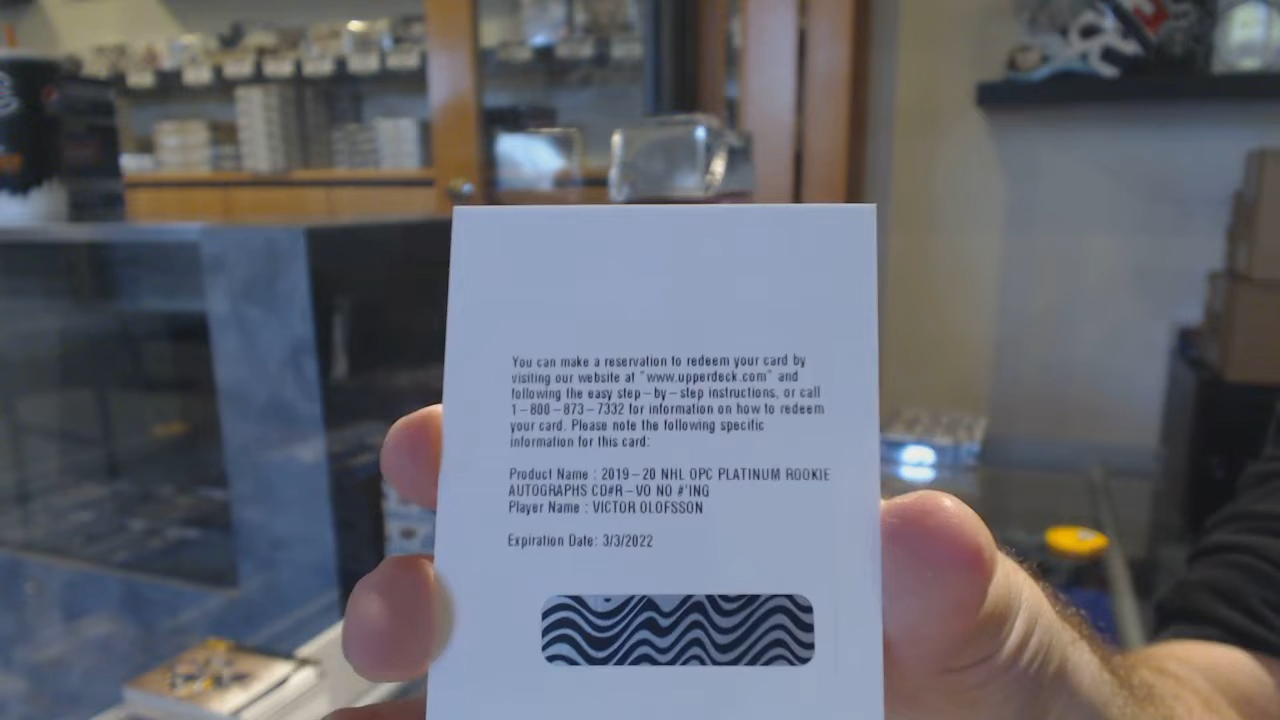 You can make a reservation to redeem your card by
visiting our website at "www.upperdeck.com" and
following the easy step-by-step instructions, or call
1-800-873-7332 for information on how to redeem
your card. Please note the following specific
information for this card:
Product Name : 2019-20 NHL OPC PLATINUM ROOKIE
AUTOGRAPHS CD#R-VO NO #'ING
Player Name : VICTOR OLOFSSON
Expiration Date: 3/3/2022